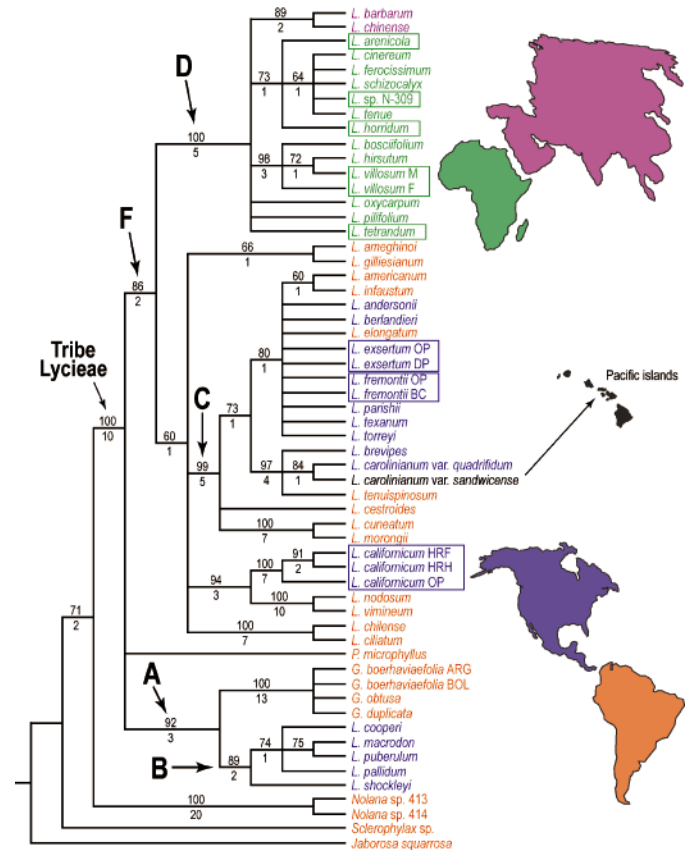 89
2
L. barbarum
L. chinense
L. arenicola
L. cinereum
D
73
1
64
1
L. ferocissimum
L. schizocalyx
L. sp. N-309
L. tenue
L. horridum
100
5
L. bosciifolium
98
3
72
1
L. hirsutum
L. villosum M
L. villosum F
L. oxycarpum
L. pilifolium
L. tetrandum
F
66
1
L. ameghinoi
L. gilliesianum
86
2
60
1
L. americanum
L. infaustum
L. andersonii
L. berlandieri
L. elongatum
Tribe
Lycieae
80
1
L. exsertum OP
L. exsertum DP
L. fremontii OP
L. fremontii BC
Pacific islands
C
73
1
L. parishii
L. texanum
L. torreyi
100
10
60
1
99
5
L. brevipes
97
4
84
1
L. carolinianum var. quadrifidum
L. carolinianum var. sandwicense
L. tenuispinosum
L. cestroides
100
7
L. cuneatum
L. morongii
91
2
L. californicum HRF
L. californicum HRH
L. californicum OP
94
3
100
7
100
10
L. nodosum
L. vimineum
71
2
100
7
L. chilense
L. ciliatum
P. microphyllus
A
G. boerhaviaefolia ARG
100
13
G. boerhaviaefolia BOL
G. obtusa
G. duplicata
92
3
L. cooperi
B
89
2
74
1
75
L. macrodon
L. puberulum
L. pallidum
L. shockleyi
100
20
Nolana sp. 413
Nolana sp. 414
Sclerophylax sp.
Jaborosa squarrosa